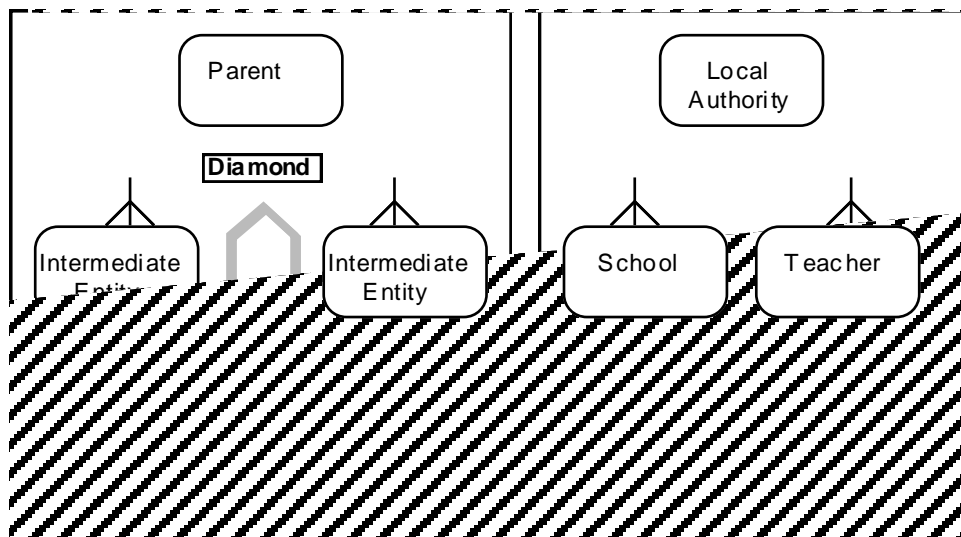 Parent
Local
Authority
Diamond
Intermediate
Intermediate
Entity
School
Teacher